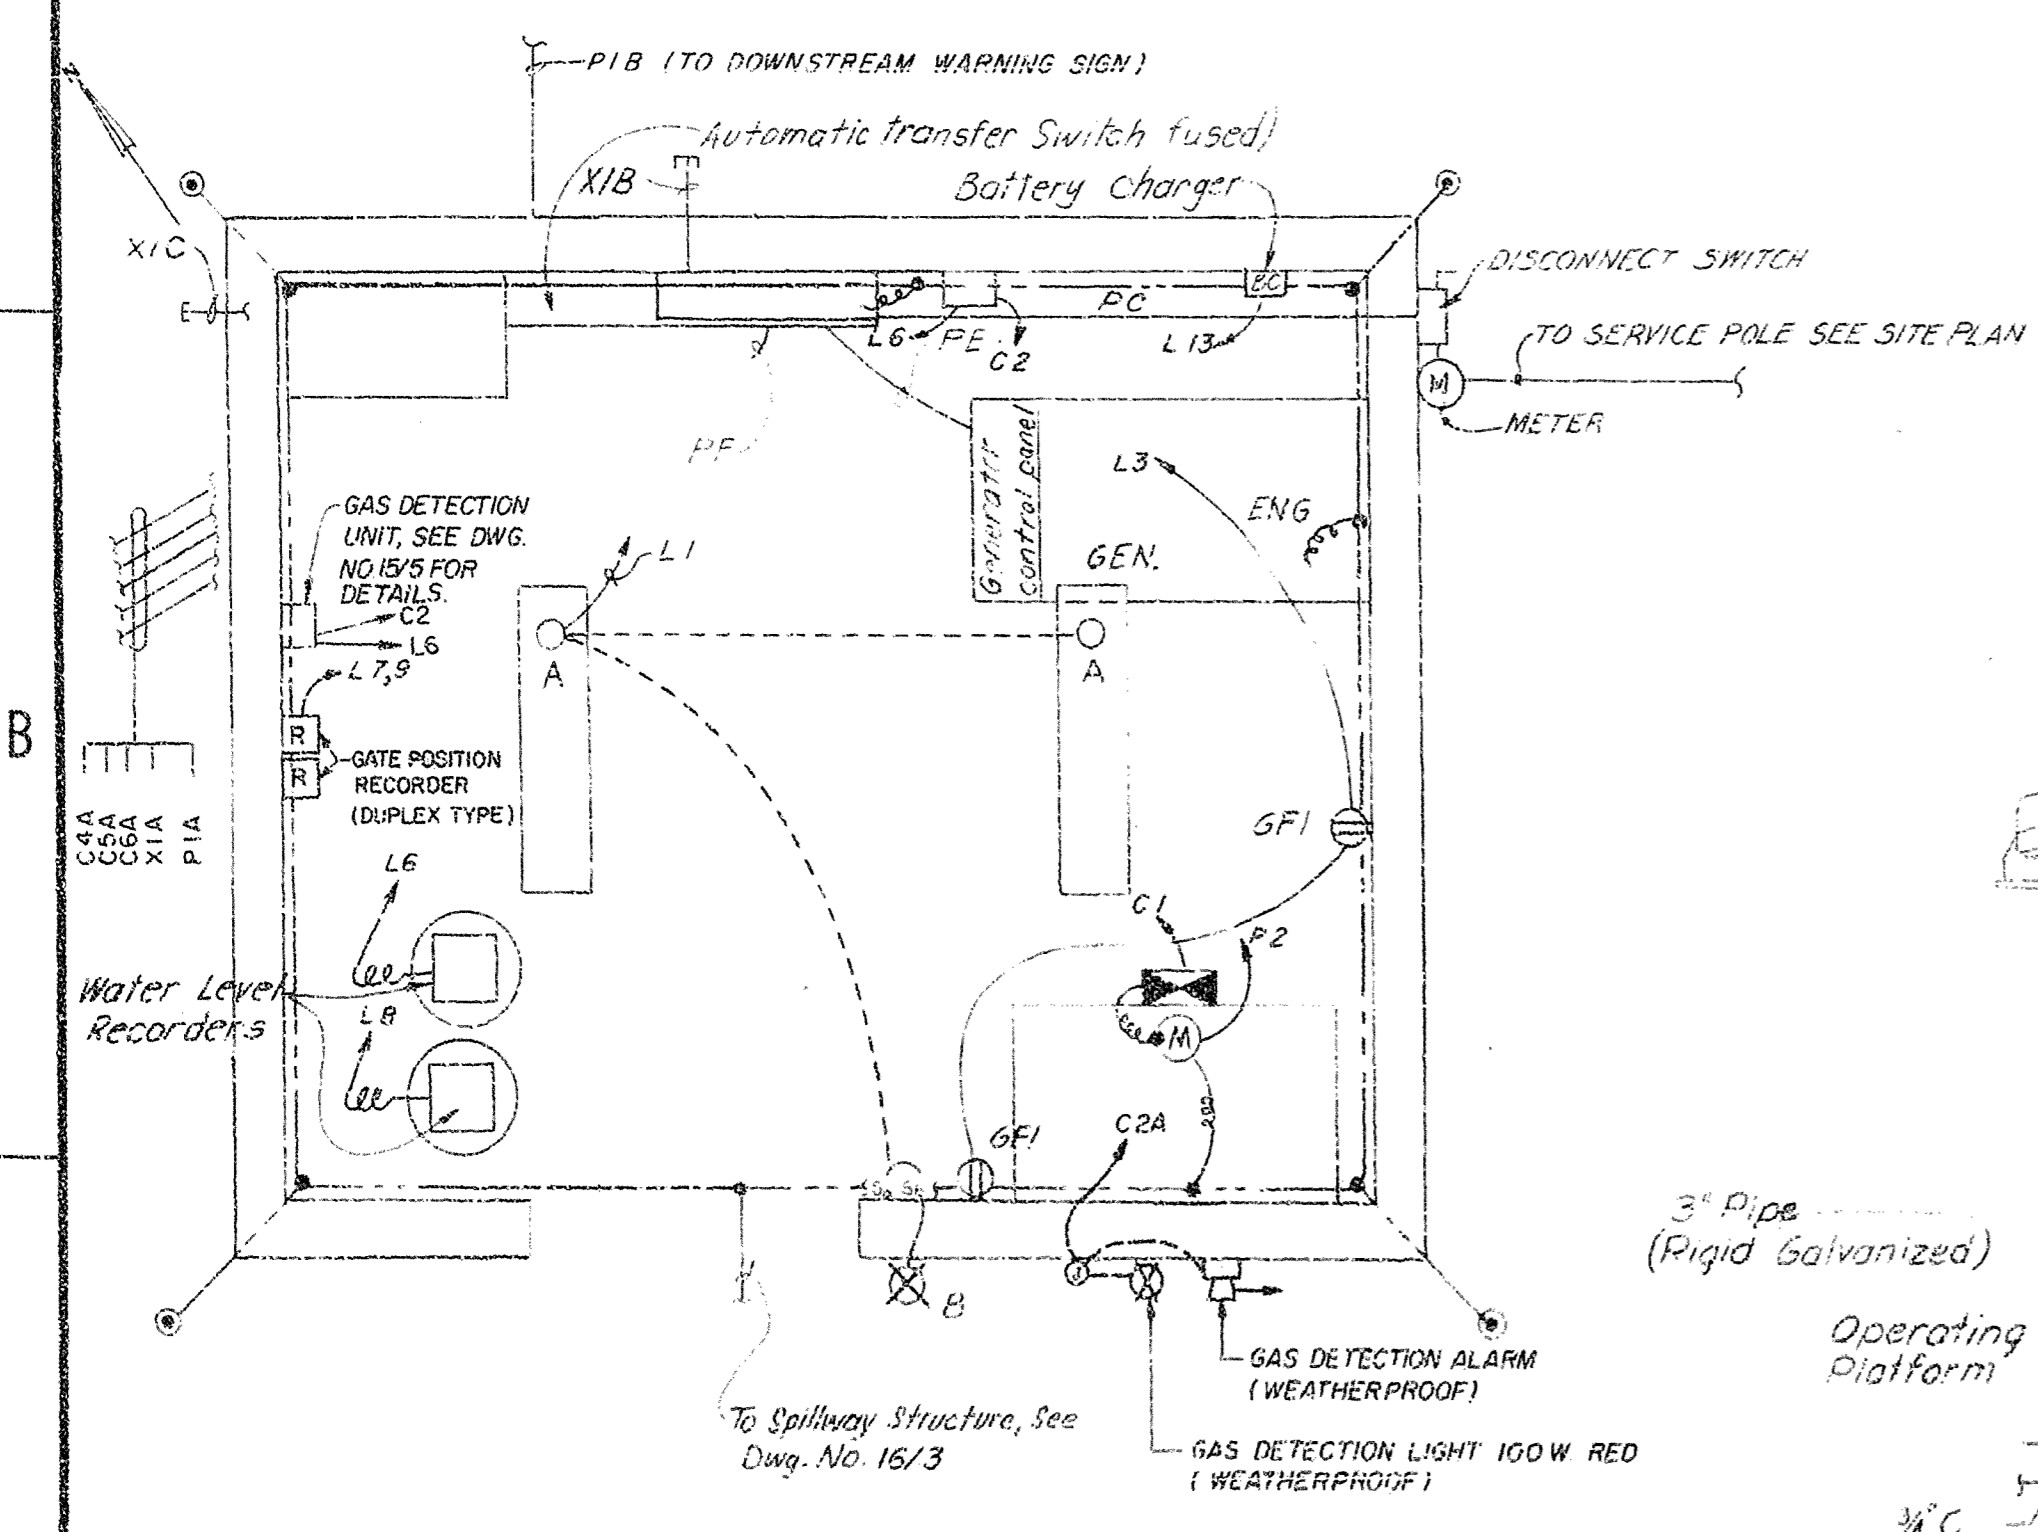 P1B (TO DOWNSTREAM WARNING SIGN)
Automatic transfer Switch fused)
X1B
Battery Charger
X1C
DISCONNECT SWITCH
BC
PC
L6
PE
C2
L13
TO SERVICE POLE SEE SITE PLAN
M
METER
PF
Generator
control panel
L3
ENG
GEN.
GAS DETECTION
UNIT, SEE DWG.
NO. 15/5 FOR
DETAILS.
L1
C2
L6
L7,9
A
A
B
R
R
GATE POSITION
RECORDER
(DUPLEX TYPE)
C4A
C5A
C6A
X1A
P1A
GFI
L6
C1
P2
Water Level
Recorders
L8
M
C2A
GFI
J
B
3" Pipe
(Rigid Galvanized)
Operating
Platform
GAS DETECTION ALARM
(WEATHERPROOF)
To Spillway Structure, See
Dwg. No. 16/3
GAS DETECTION LIGHT 100W. RED
(WEATHERPROOF)
3/4" C